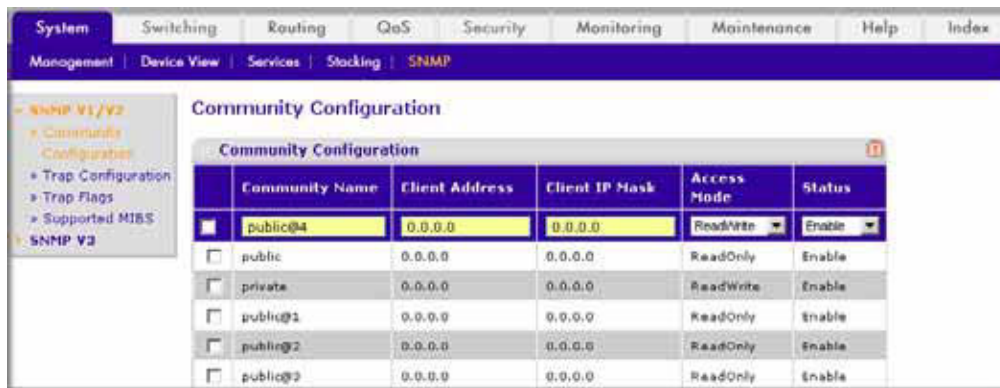 System Switching Routing QoS Security Monitoring Maintenance Help Index
Management | Device View | Services | Stocking | SNMP
SNMP V1/V2
Community
Configuration
Trap Configuration
Trap Flags
Supported MIBS
SNMP V3
Community Configuration
Community Configuration
Community Name Client Address Client IP Mask Access Mode Status
public@4 0.0.0.0 0.0.0.0 ReadWrite Enable
public 0.0.0.0 0.0.0.0 ReadOnly Enable
private 0.0.0.0 0.0.0.0 ReadWrite Enable
public@1 0.0.0.0 0.0.0.0 ReadOnly Enable
public@2 0.0.0.0 0.0.0.0 ReadOnly Enable
public@3 0.0.0.0 0.0.0.0 ReadOnly Enable